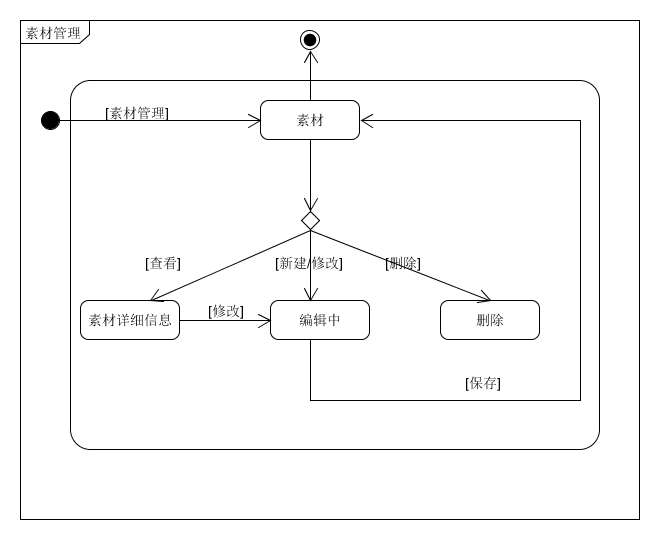 素材管理
[素材管理]
素材
[查看]
[新建/修改]
[删除]
素材详细信息
[修改]
编辑中
删除
[保存]